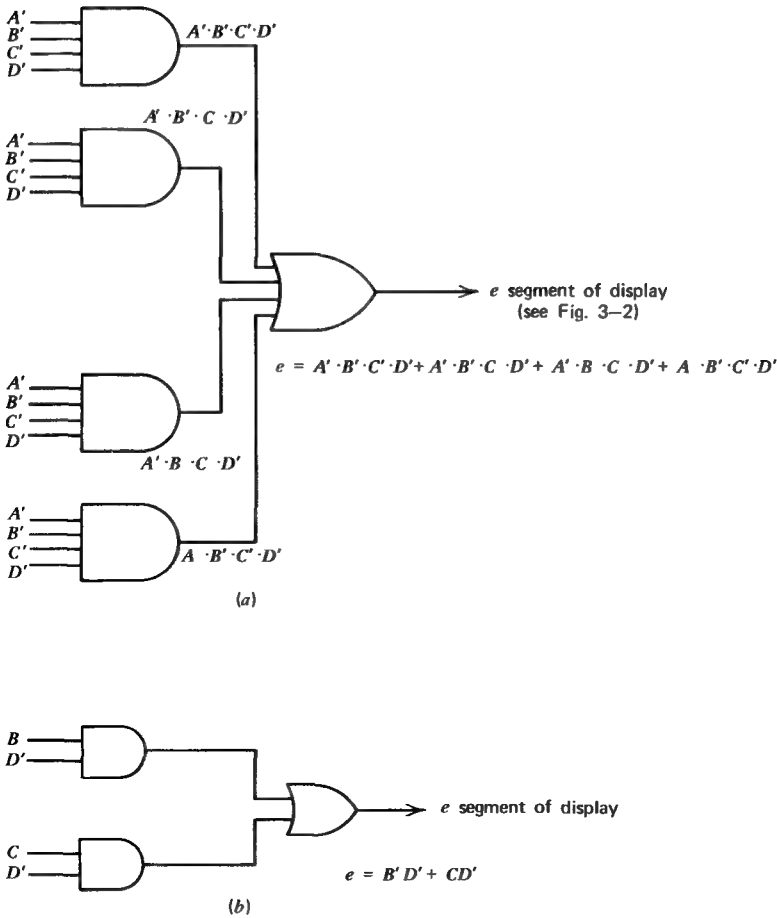 A'
B'
C'
D'
A'·B'·C'·D'
A'·B'·C·D'
A'
B'
C'
D'
e segment of display
(see Fig. 3–2)
e = A'·B'·C'·D'+ A'·B'·C·D'+ A'·B·C·D'+ A·B'·C'·D'
A'
B'
C'
D'
A'·B·C·D'
A'
B'
C'
D'
A·B'·C'·D'
(a)
B
D'
e segment of display
C
D'
e = B'D'+ CD'
(b)